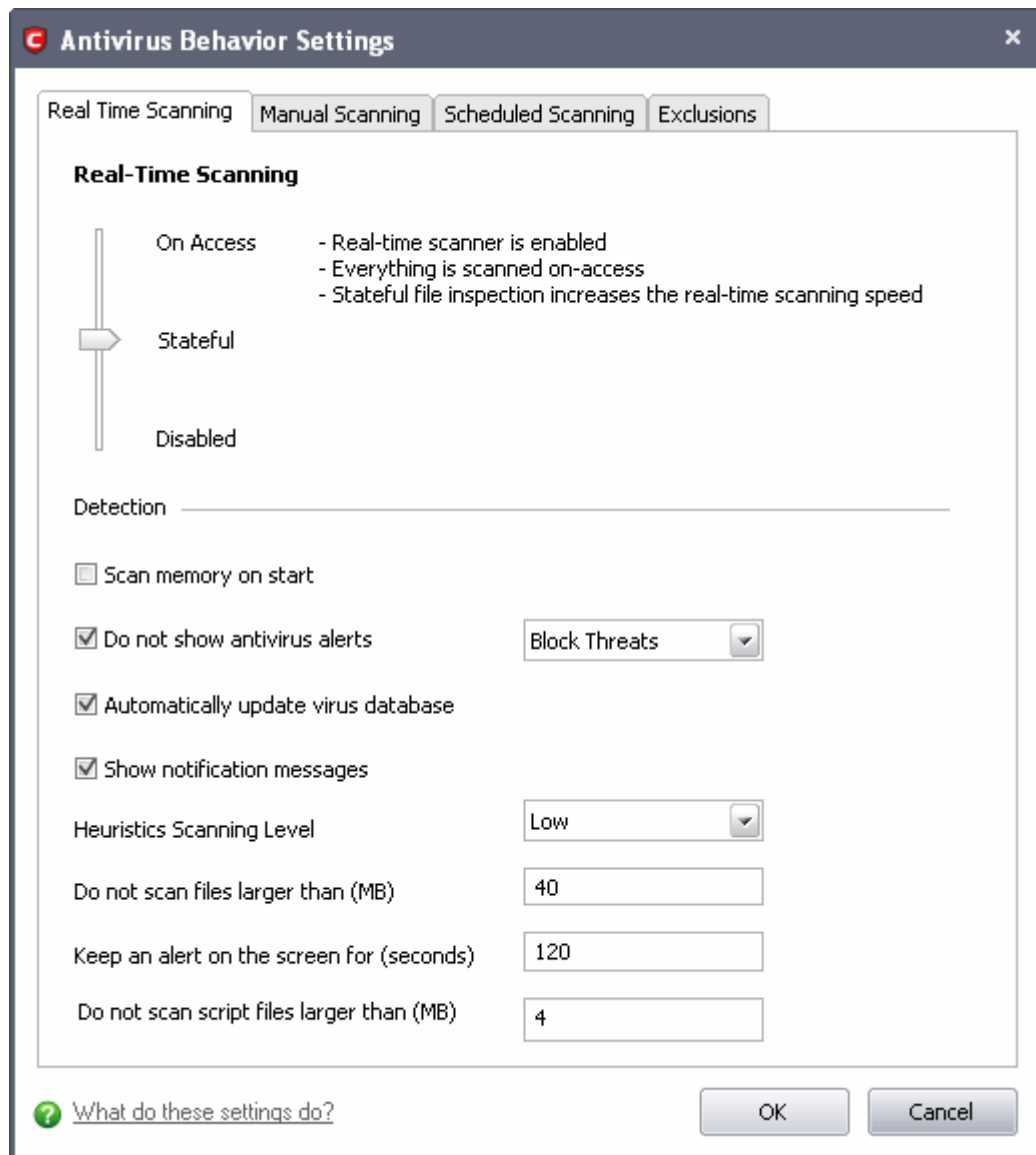 Antivirus Behavior Settings
Real Time Scanning Manual Scanning Scheduled Scanning Exclusions
Real-Time Scanning
On Access
- Real-time scanner is enabled
- Everything is scanned on-access
- Stateful file inspection increases the real-time scanning speed
Stateful
Disabled
Detection
Scan memory on start
Do not show antivirus alerts Block Threats
Automatically update virus database
Show notification messages
Heuristics Scanning Level Low
Do not scan files larger than (MB) 40
Keep an alert on the screen for (seconds) 120
Do not scan script files larger than (MB) 4
What do these settings do? OK Cancel